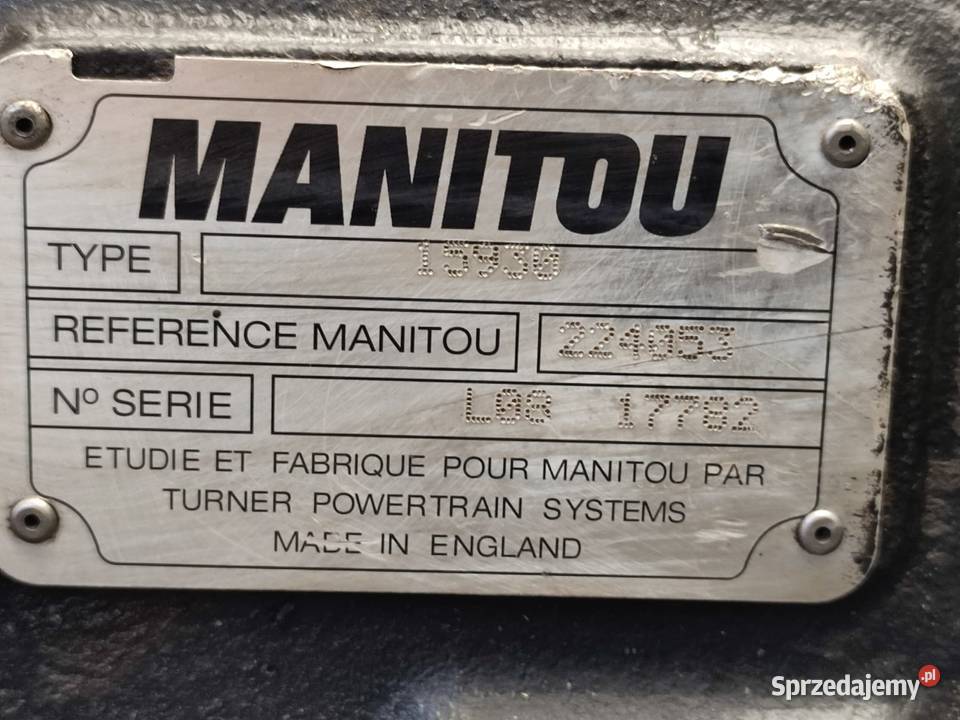 MANITOU
TYPE 15930
REFERENCE MANITOU 224053
Nº SERIE L08 17782
ETUDIE ET FABRIQUE POUR MANITOU PAR
TURNER POWERTRAIN SYSTEMS
MADE IN ENGLAND
Sprzedajemy.pl